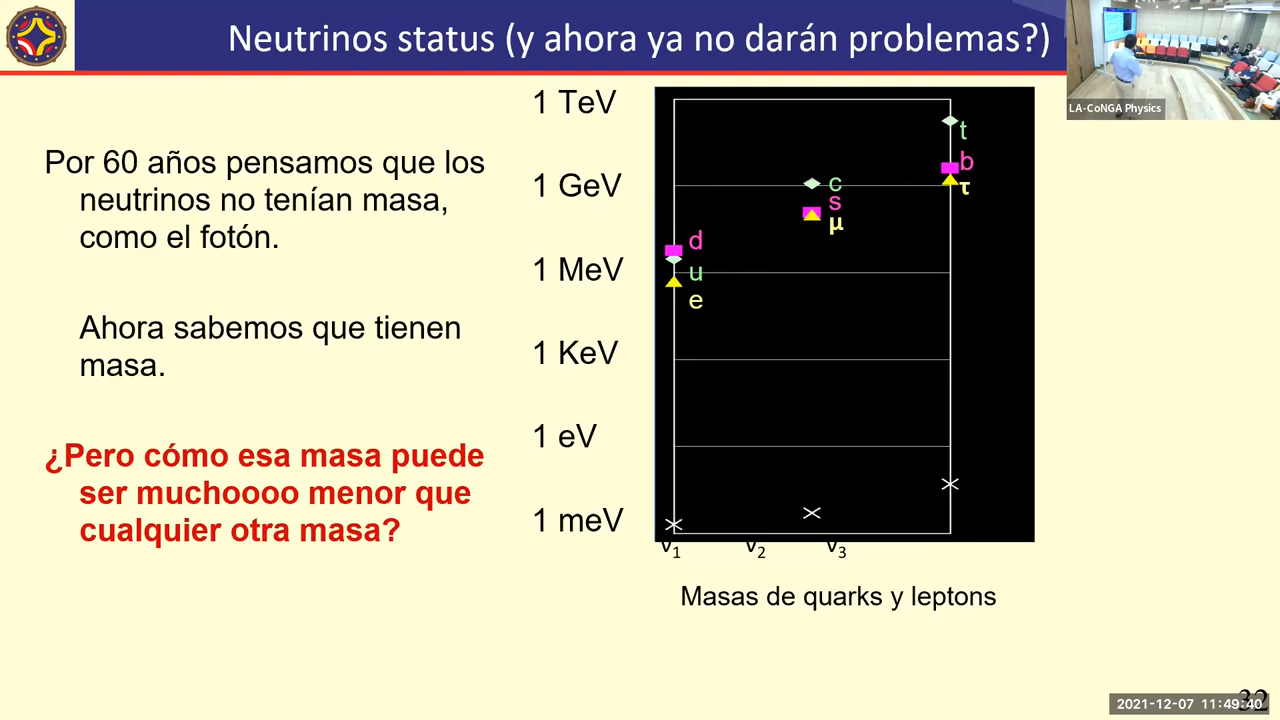 Neutrinos status (y ahora ya no darán problemas?)
LA-CoNGA Physics
Por 60 años pensamos que los
neutrinos no tenían masa,
como el fotón.
Ahora sabemos que tienen
masa.
¿Pero cómo esa masa puede
ser muchoooo menor que
cualquier otra masa?
1 TeV
1 GeV
1 MeV
1 KeV
1 eV
1 meV
t
b
τ
c
s
μ
d
u
e
ν1 ν2 ν3
Masas de quarks y leptons
32
2021-12-07 11:49:40